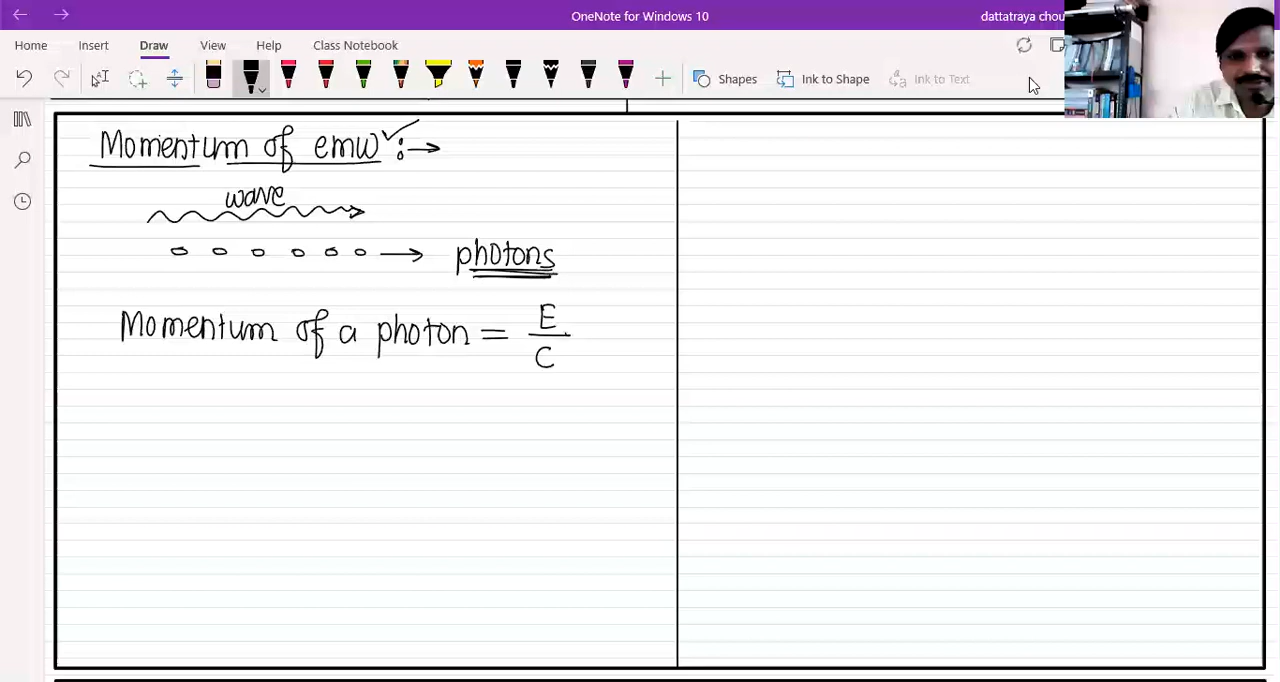 OneNote for Windows 10
dattatraya chou
Home Insert Draw View Help Class Notebook
Shapes Ink to Shape Ink to Text
Momentum of emw :→
wave
photons
Momentum of a photon = E/C